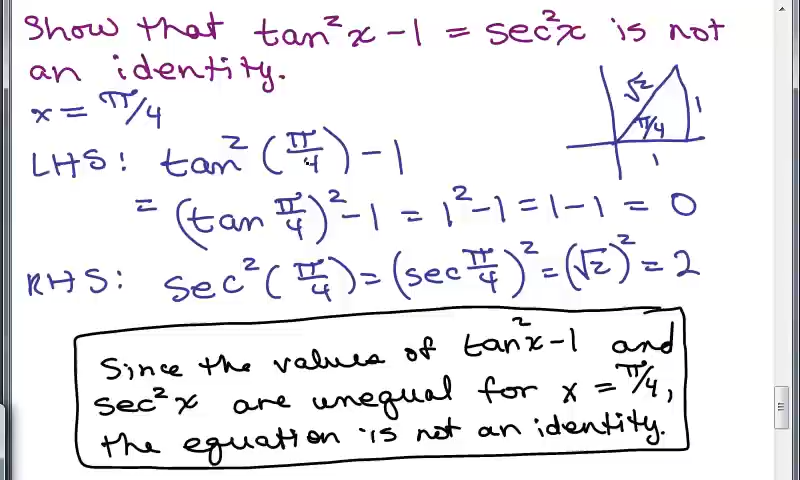 Show that tan²x - 1 = sec²x is not
an identity.
x = π/4
√2
1
π/4
1
LHS: tan²(π/4) - 1
= (tan π/4)² - 1 = 1² - 1 = 1 - 1 = 0
RHS: sec²(π/4) = (sec π/4)² = (√2)² = 2
Since the values of tan²x - 1 and
sec²x are unequal for x = π/4,
the equation is not an identity.